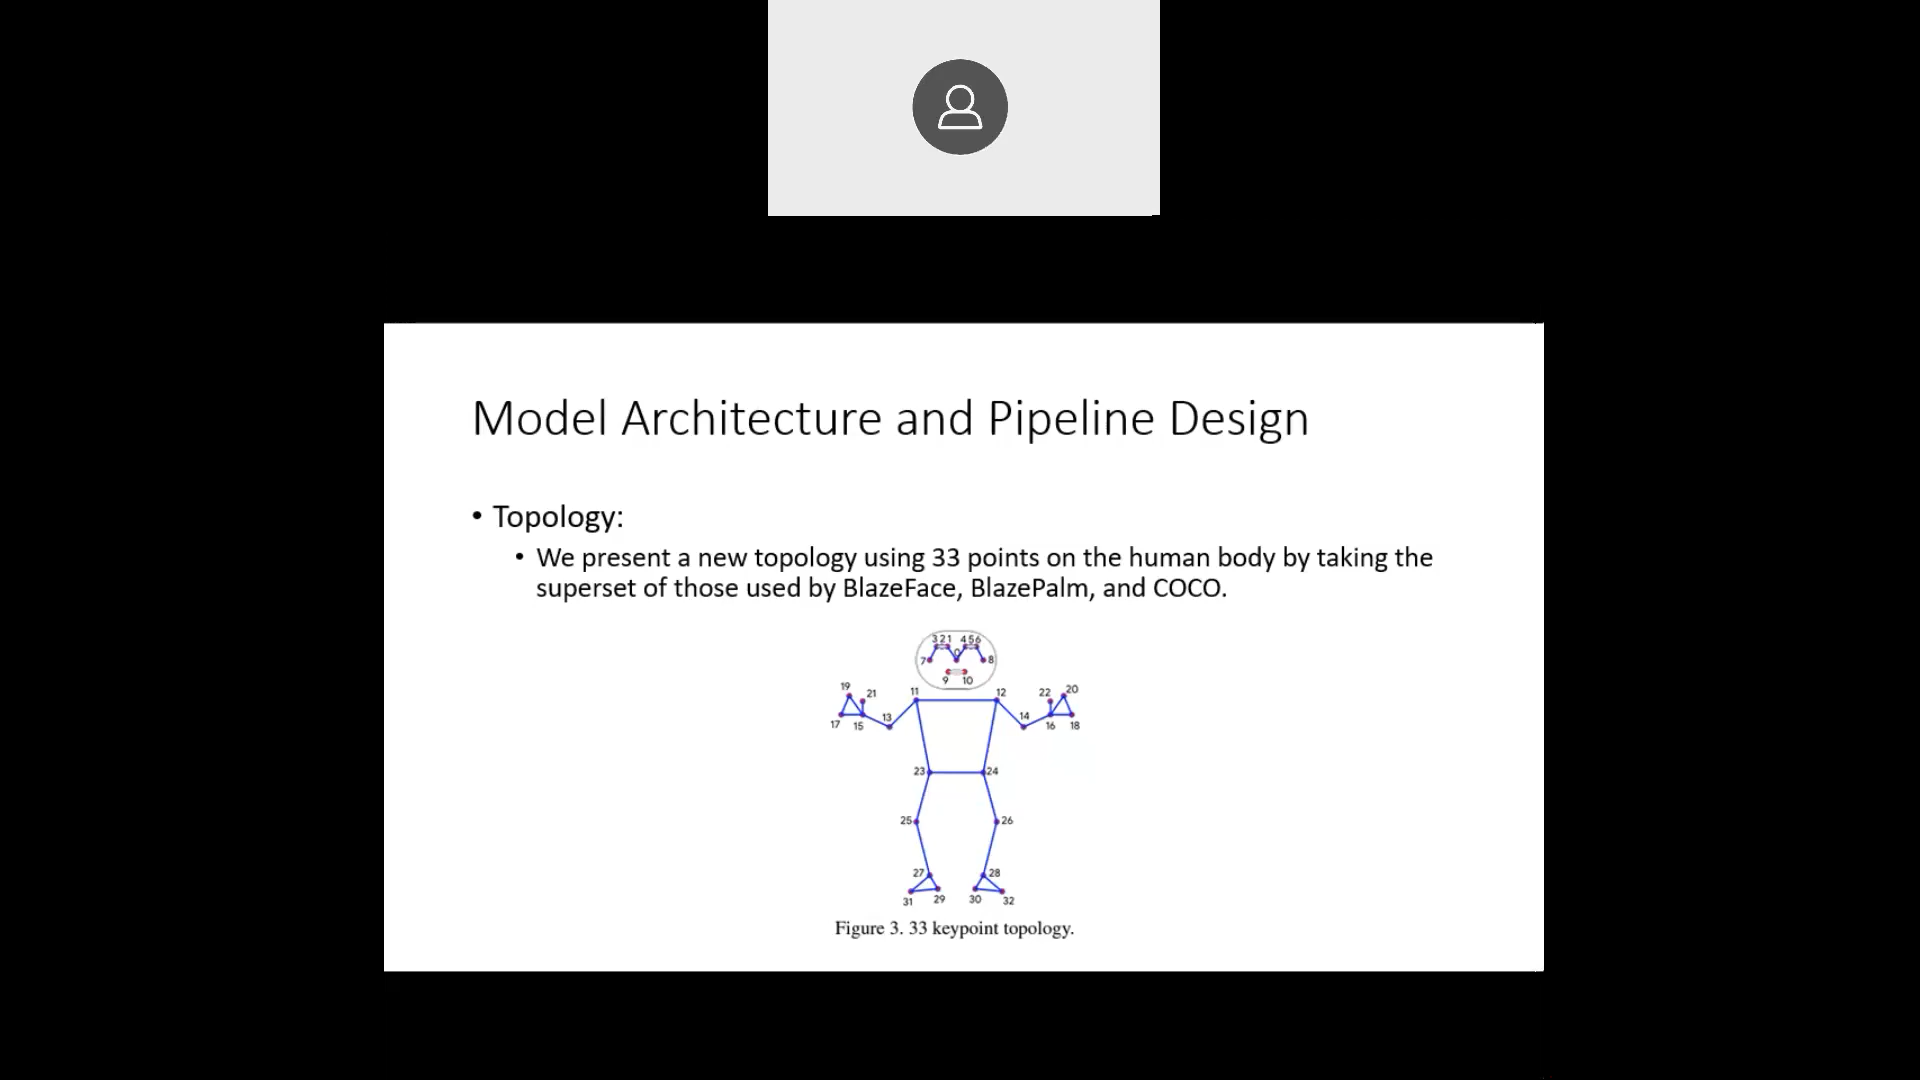 Model Architecture and Pipeline Design
• Topology:
• We present a new topology using 33 points on the human body by taking the
superset of those used by BlazeFace, BlazePalm, and COCO.
3 2 1 4 5 6
0
7 8
9 10
19 21 11 12 22 20
17 15 13 14 16 18
23 24
25 26
27 28
31 29 30 32
Figure 3. 33 keypoint topology.